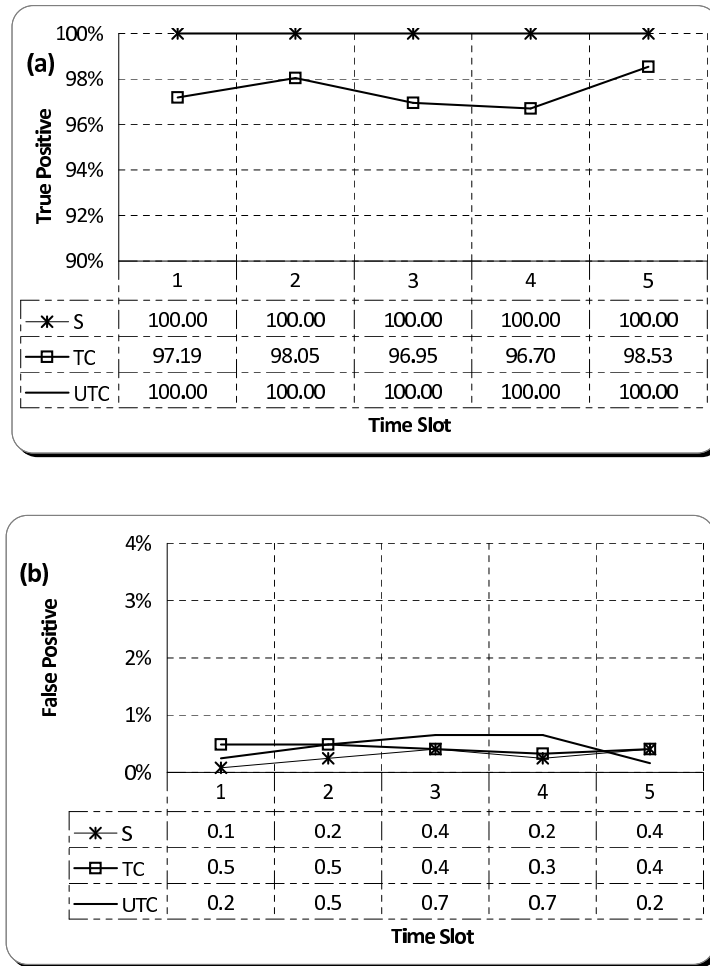 100%
(a)
98%
96%
94%
92%
90%
True Positive
1 2 3 4 5
S 100.00 100.00 100.00 100.00 100.00
TC 97.19 98.05 96.95 96.70 98.53
UTC 100.00 100.00 100.00 100.00 100.00
Time Slot
4%
(b)
3%
2%
1%
0%
False Positive
1 2 3 4 5
S 0.1 0.2 0.4 0.2 0.4
TC 0.5 0.5 0.4 0.3 0.4
UTC 0.2 0.5 0.7 0.7 0.2
Time Slot